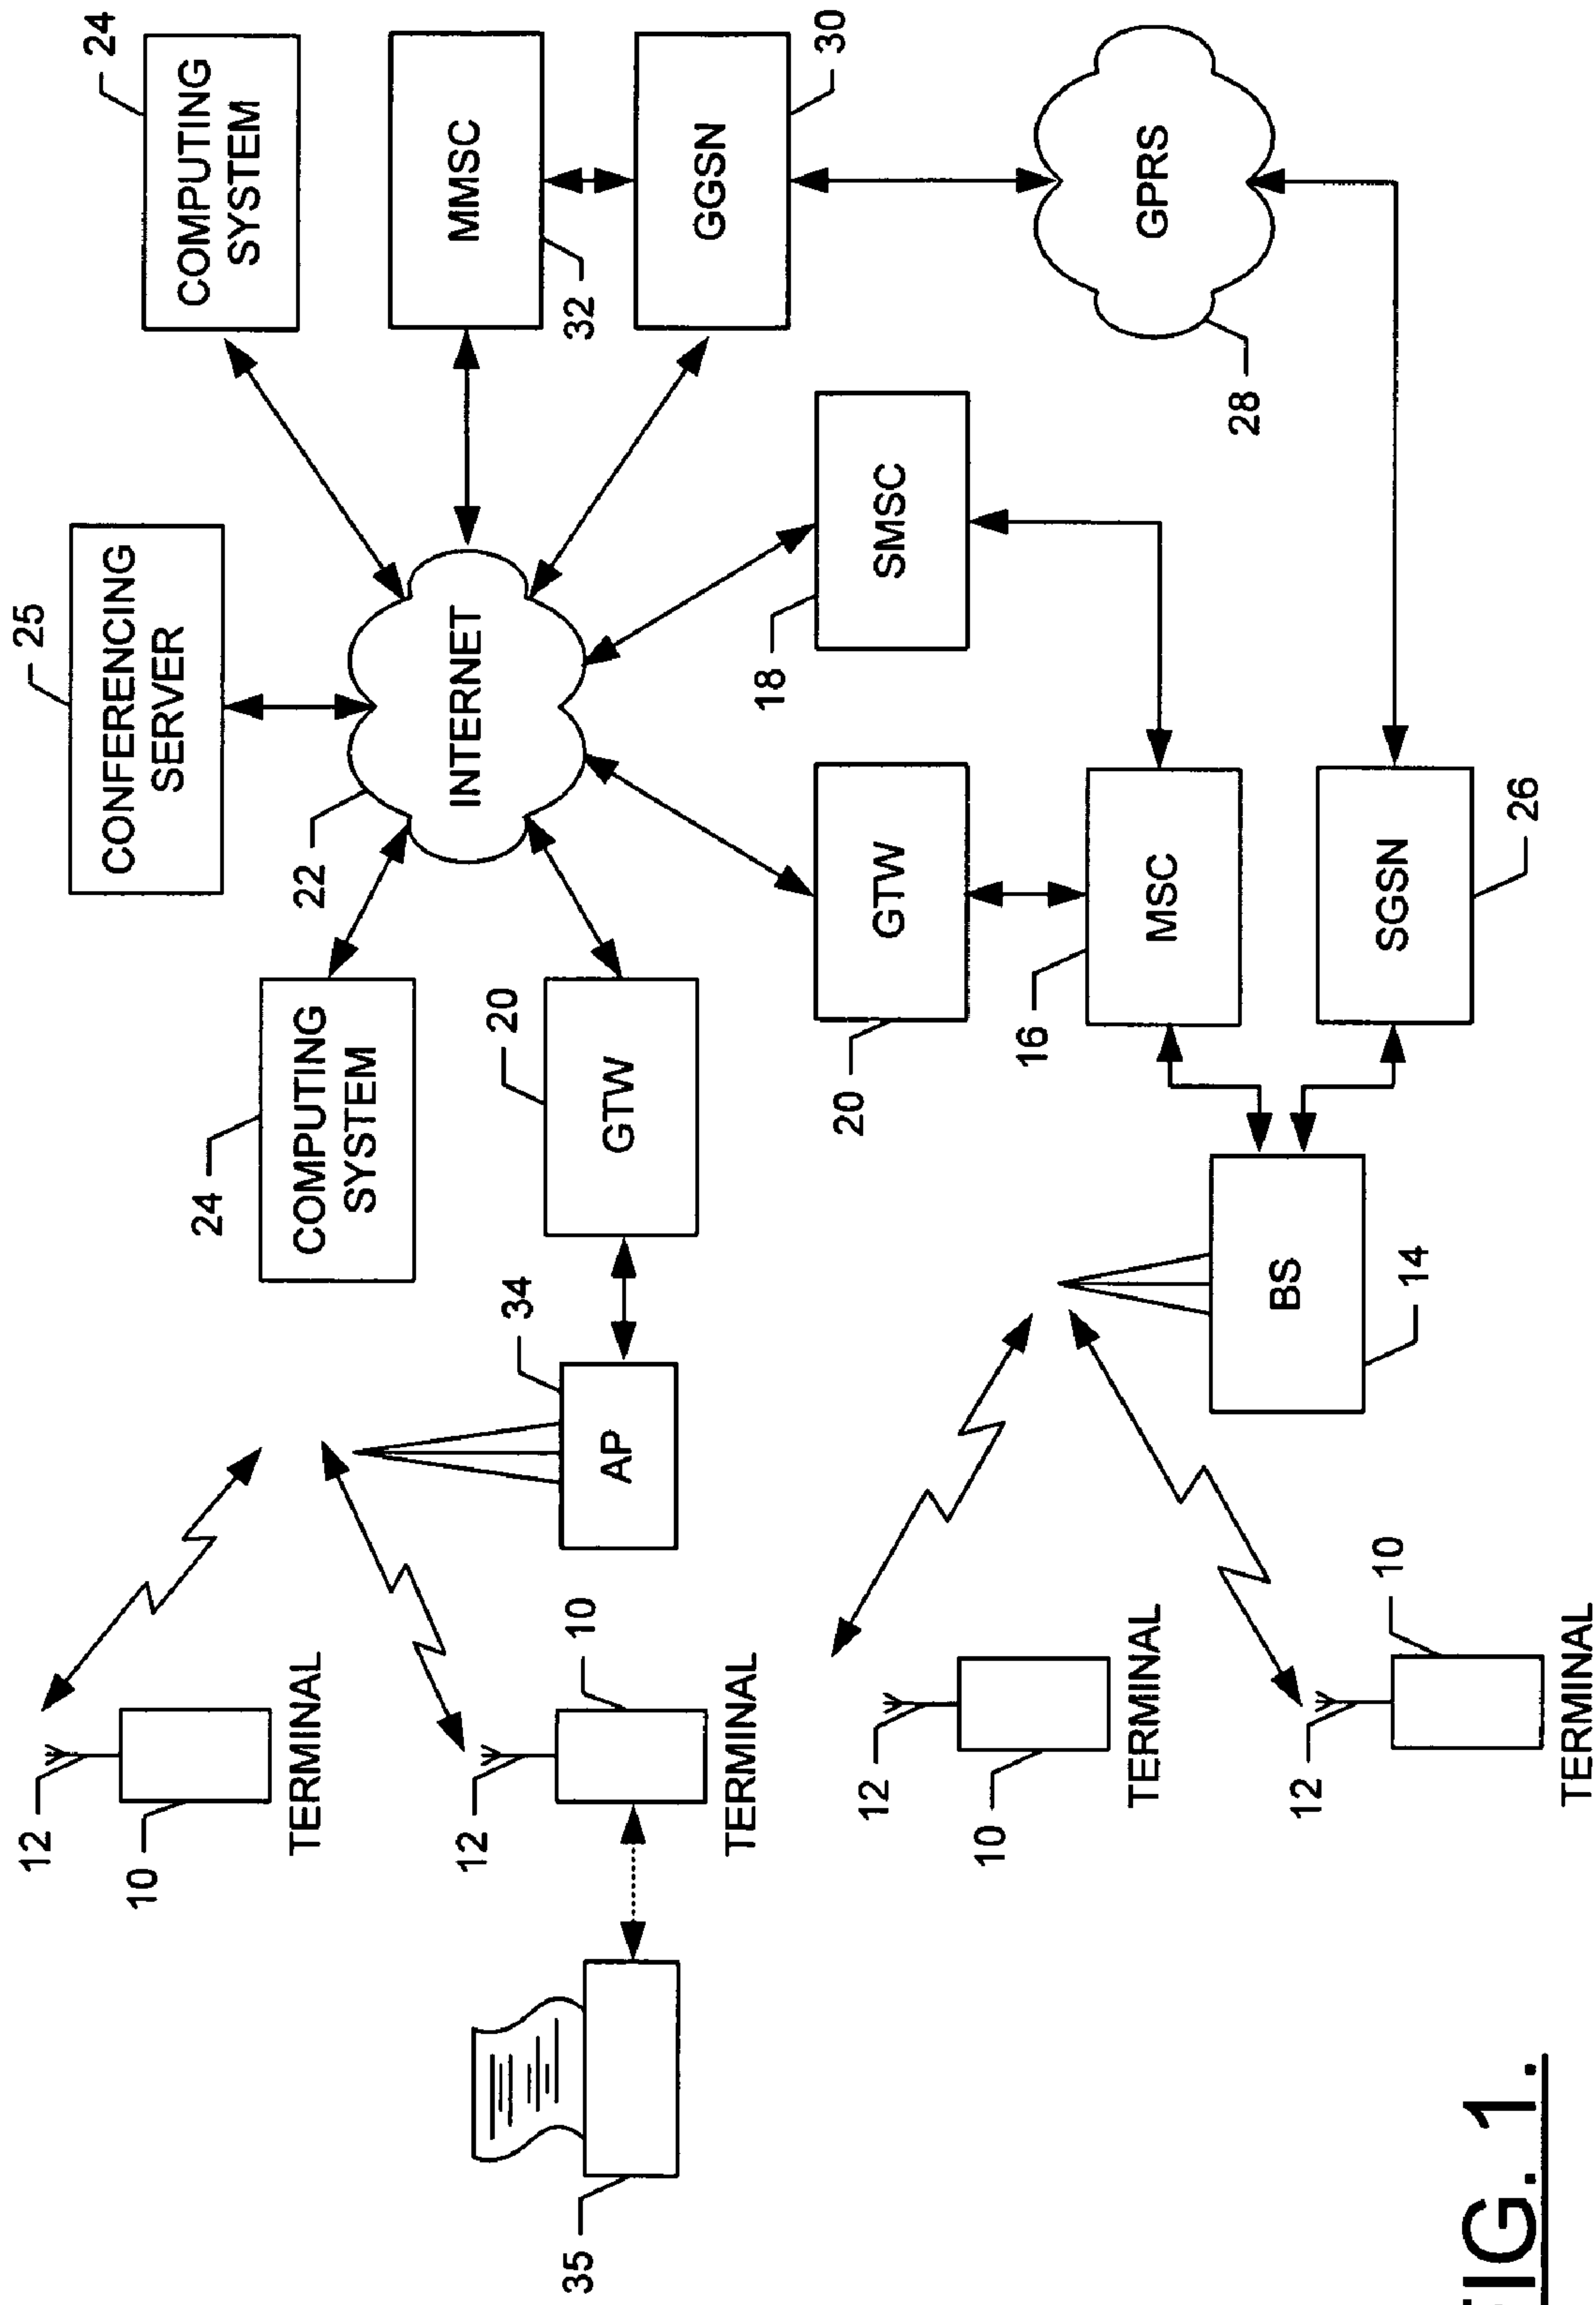 12
25
24
CONFERENCING
SERVER
10
COMPUTING
SYSTEM
24
TERMINAL
22
COMPUTING
SYSTEM
INTERNET
MMSC
12
20
34
35
10
32
AP
GTW
GGSN
TERMINAL
18
30
20
12
GTW
SMSC
10
16
TERMINAL
MSC
GPRS
28
BS
12
10
SGSN
14
26
TERMINAL
FIG. 1.